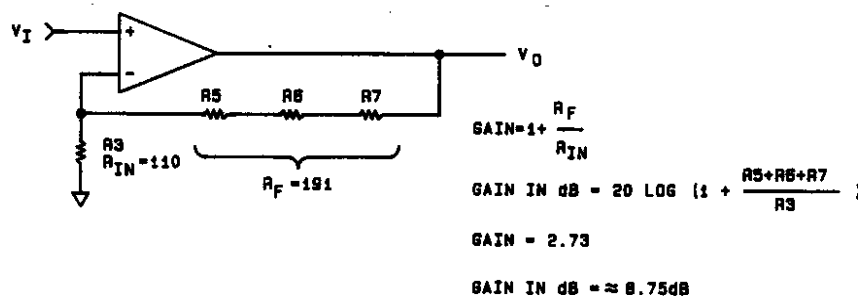 V_I
+
-
V_O
R5 R6 R7
R3
R_IN=110
R_F=191
GAIN=1+ R_F
R_IN
GAIN IN dB = 20 LOG (1 + R5+R6+R7 )
R3
GAIN = 2.73
GAIN IN dB =≈ 8.75dB